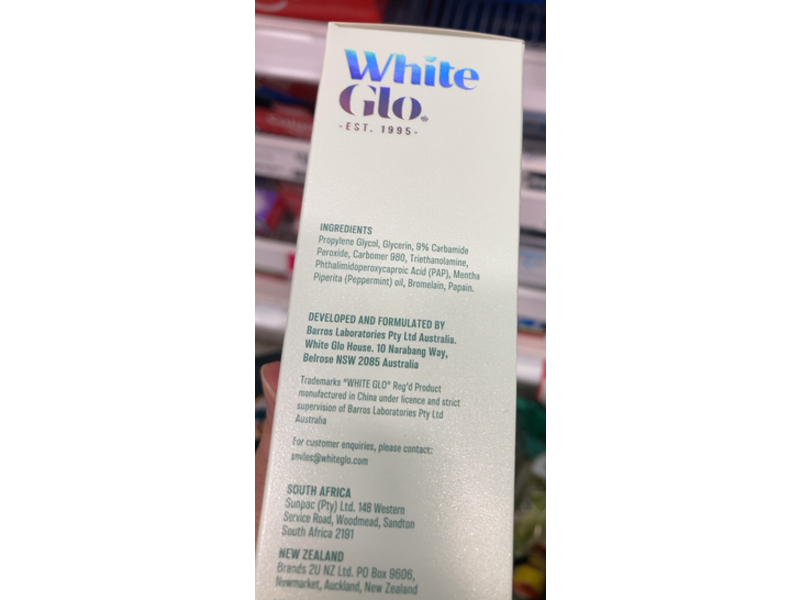 White
Glo
-EST. 1995-
INGREDIENTS
Propylene Glycol, Glycerin, 9% Carbamide
Peroxide, Carbomer 980, Triethanolamine,
Phthalimidoperoxycaproic Acid (PAP), Mentha
Piperita (Peppermint) oil, Bromelain, Papain.
DEVELOPED AND FORMULATED BY
Barros Laboratories Pty Ltd Australia.
White Glo House. 10 Narabang Way,
Belrose NSW 2085 Australia
Trademarks "WHITE GLO" Reg'd Product
manufactured in China under licence and strict
supervision of Barros Laboratories Pty Ltd
Australia
For customer enquiries, please contact:
smiles@whiteglo.com
SOUTH AFRICA
Sunpac (Pty) Ltd. 148 Western
Service Road, Woodmead, Sandton
South Africa 2191
NEW ZEALAND
Brands 2U NZ Ltd. PO Box 9606,
Newmarket, Auckland, New Zealand